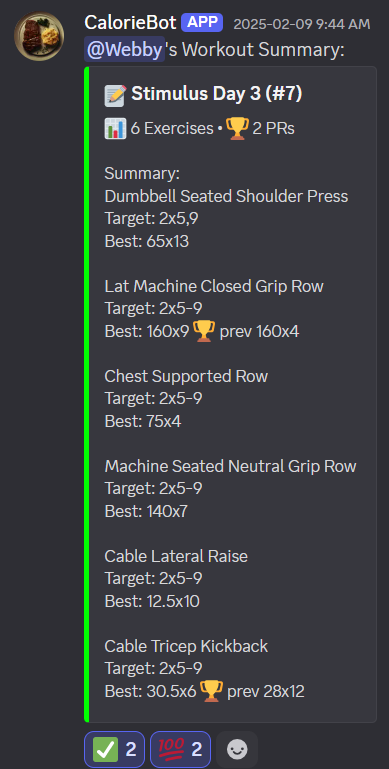 CalorieBot APP 2025-02-09 9:44 AM
@Webby's Workout Summary:
📝 Stimulus Day 3 (#7)
📊 6 Exercises • 🏆 2 PRs
Summary:
Dumbbell Seated Shoulder Press
Target: 2x5,9
Best: 65x13
Lat Machine Closed Grip Row
Target: 2x5-9
Best: 160x9 🏆 prev 160x4
Chest Supported Row
Target: 2x5-9
Best: 75x4
Machine Seated Neutral Grip Row
Target: 2x5-9
Best: 140x7
Cable Lateral Raise
Target: 2x5-9
Best: 12.5x10
Cable Tricep Kickback
Target: 2x5-9
Best: 30.5x6 🏆 prev 28x12
✅ 2 💯 2